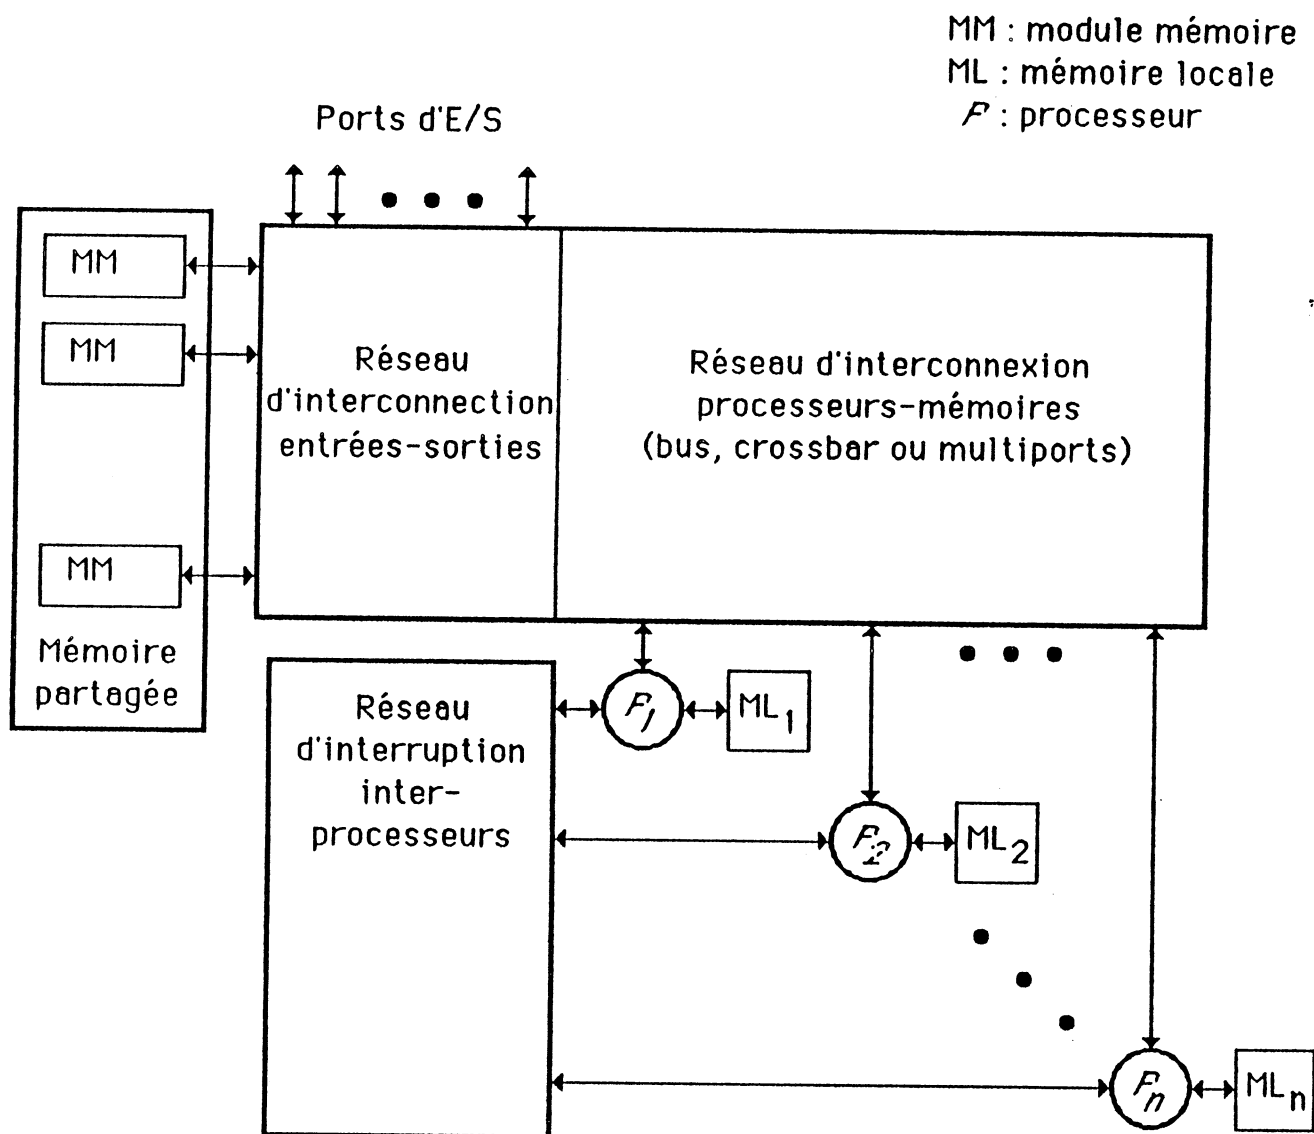 MM : module mémoire
ML : mémoire locale
P : processeur
Ports d'E/S
MM
MM
MM
Mémoire
partagée
Réseau
d'interconnection
entrées-sorties
Réseau d'interconnexion
processeurs-mémoires
(bus, crossbar ou multiports)
Réseau
d'interruption
inter-
processeurs
P1
ML1
P2
ML2
Pn
MLn